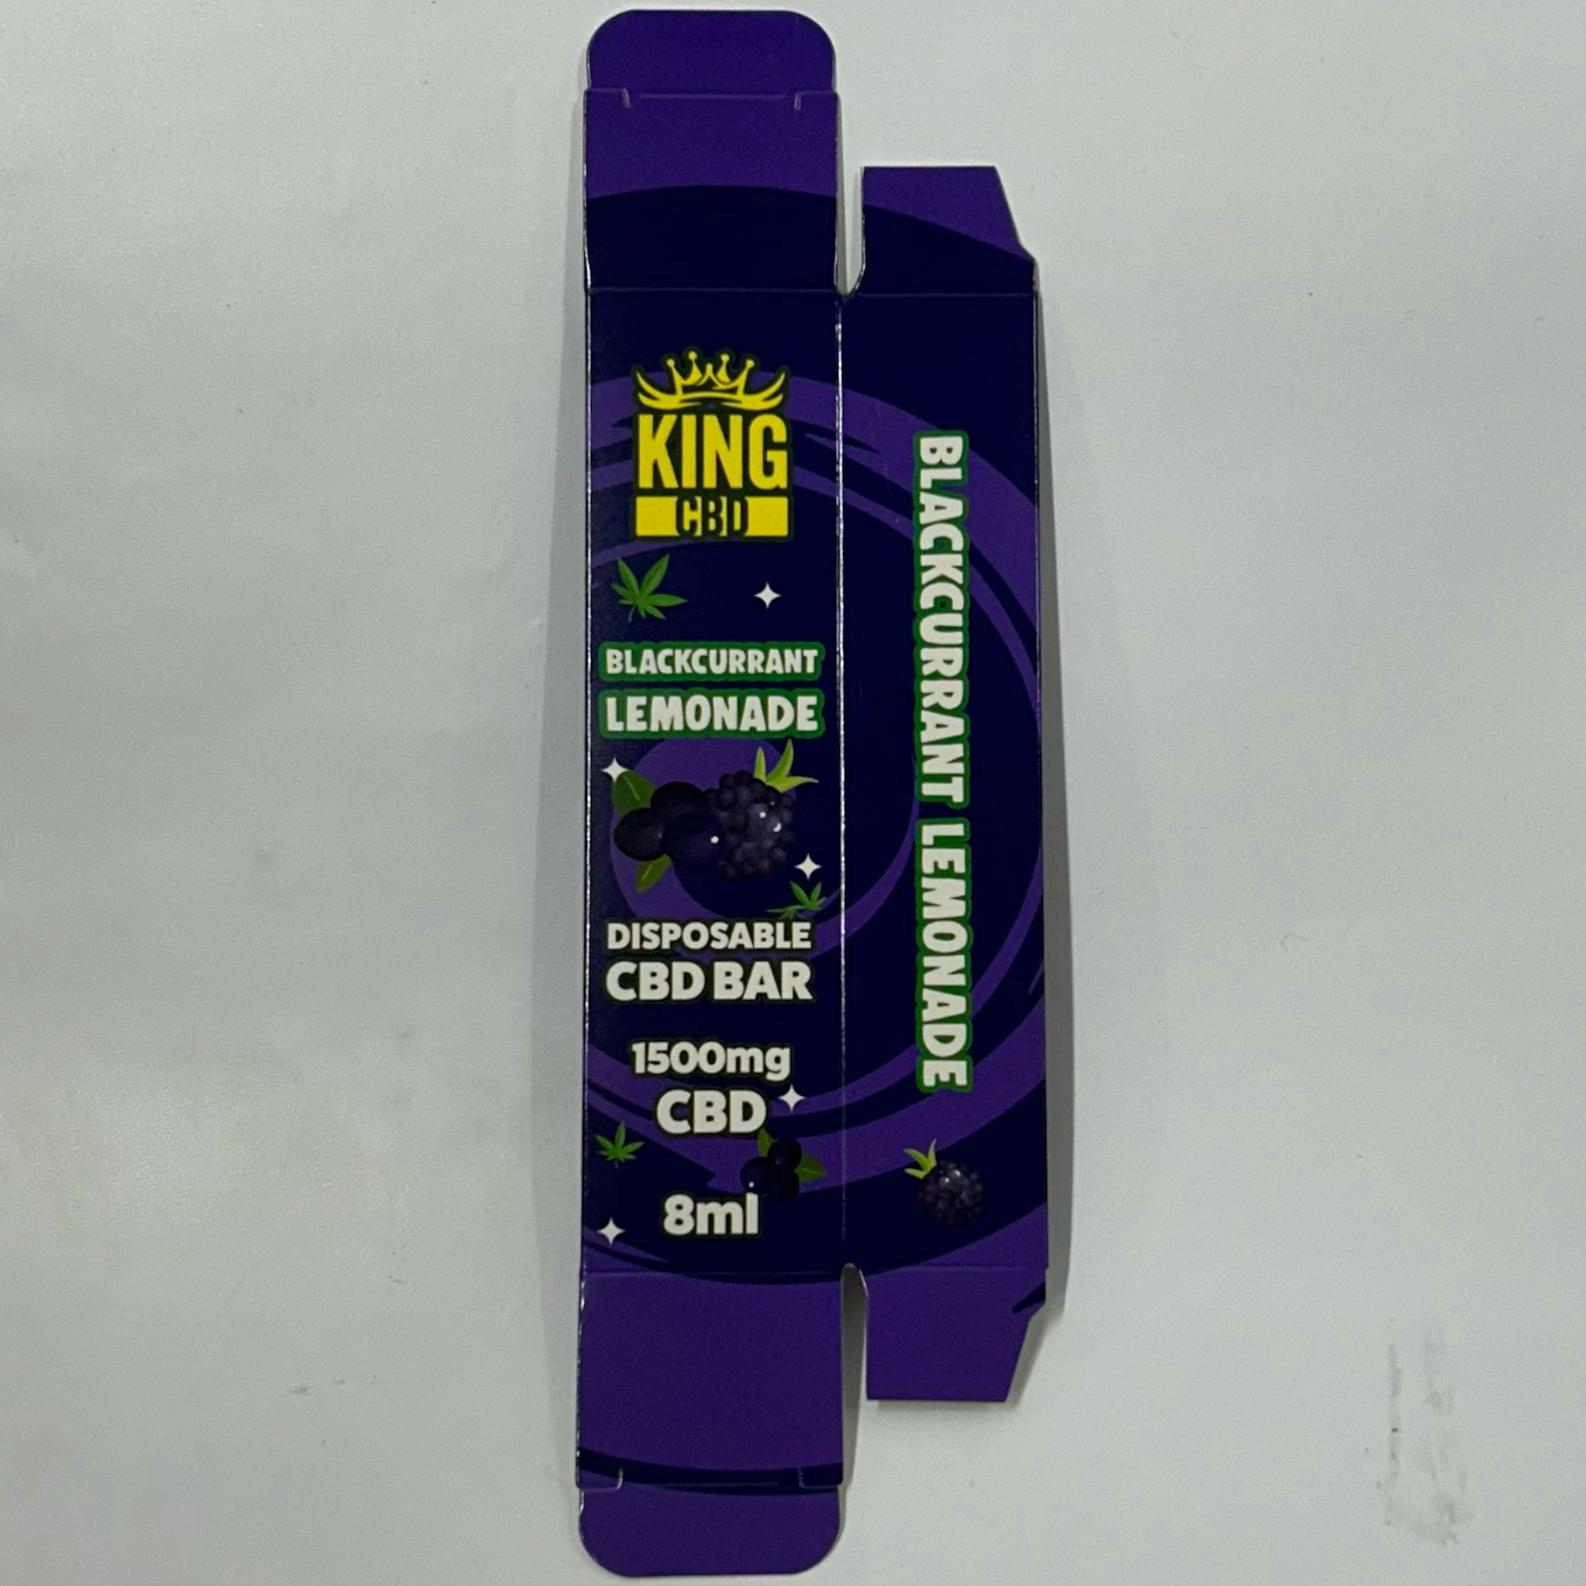 KING
CBD
BLACKCURRANT
LEMONADE
DISPOSABLE
CBD BAR
1500mg
CBD
8ml
BLACKCURRANT LEMONADE